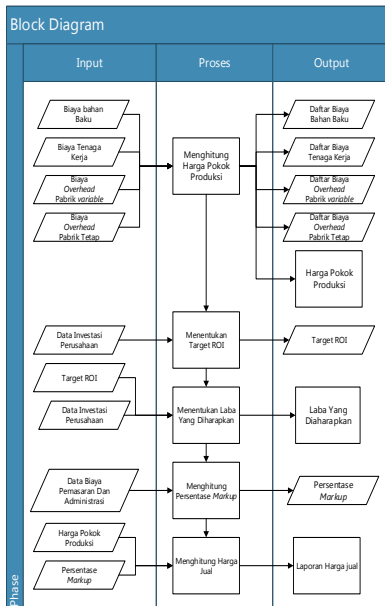 Block Diagram
Input
Proses
Output
Biaya bahan
Baku
Biaya Tenaga
Kerja
Biaya
Overhead
Pabrik variable
Biaya
Overhead
Pabrik Tetap
Menghitung
Harga Pokok
Produksi
Daftar Biaya
Bahan Baku
Daftar Biaya
Tenaga Kerja
Daftar Biaya
Overhead
Pabrik variable
Daftar Biaya
Overhead
Pabrik Tetap
Harga Pokok
Produksi
Data Investasi
Perusahaan
Menentukan
Target ROI
Target ROI
Target ROI
Data Investasi
Perusahaan
Menentukan Laba
Yang Diharapkan
Laba Yang
Diaharapkan
Data Biaya
Pemasaran Dan
Administrasi
Menghitung
Persentase Markup
Persentase
Markup
Harga Pokok
Produksi
Persentase
Markup
Menghitung Harga
Jual
Laporan Harga jual
Phase